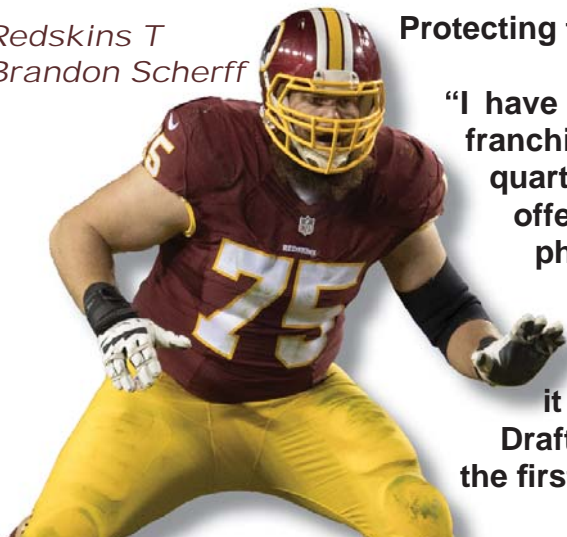 Redskins T
Brandon Scherff
Protecting
"I have
franchi
quart
offe
ph
it
Draft
the first
REDSKINS
75
75